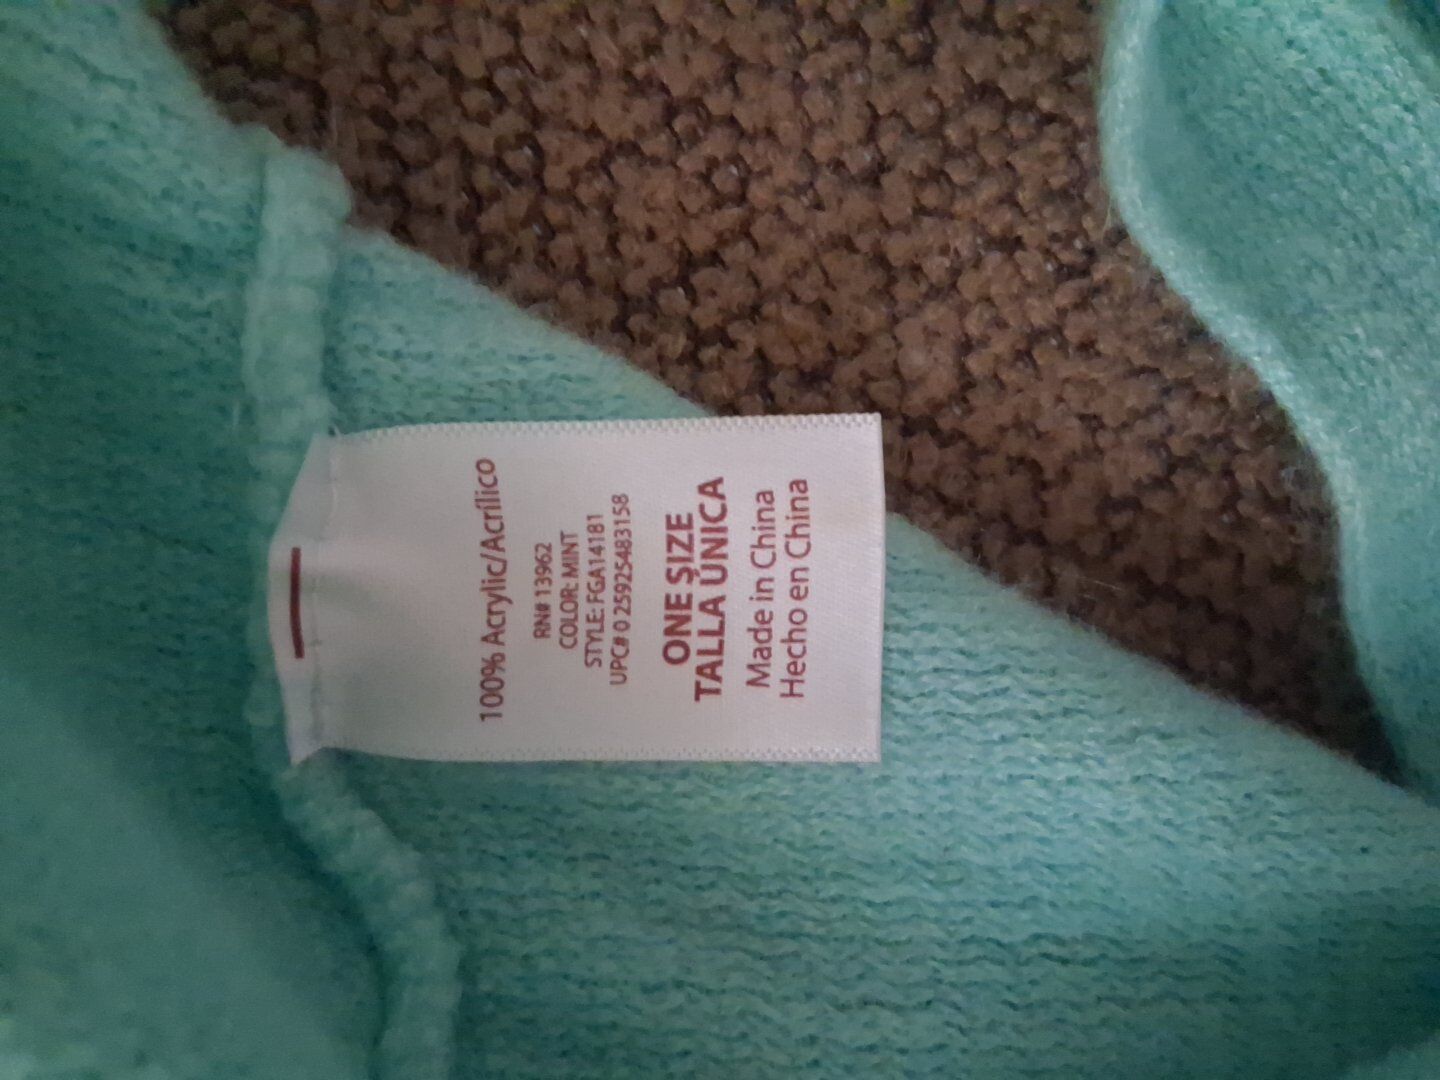 100% Acrylic/Acrílico
RN# 13962
COLOR: MINT
STYLE: FGA14181
UPC# 0 25925483158
ONE SIZE
TALLA ÚNICA
Made in China
Hecho en China